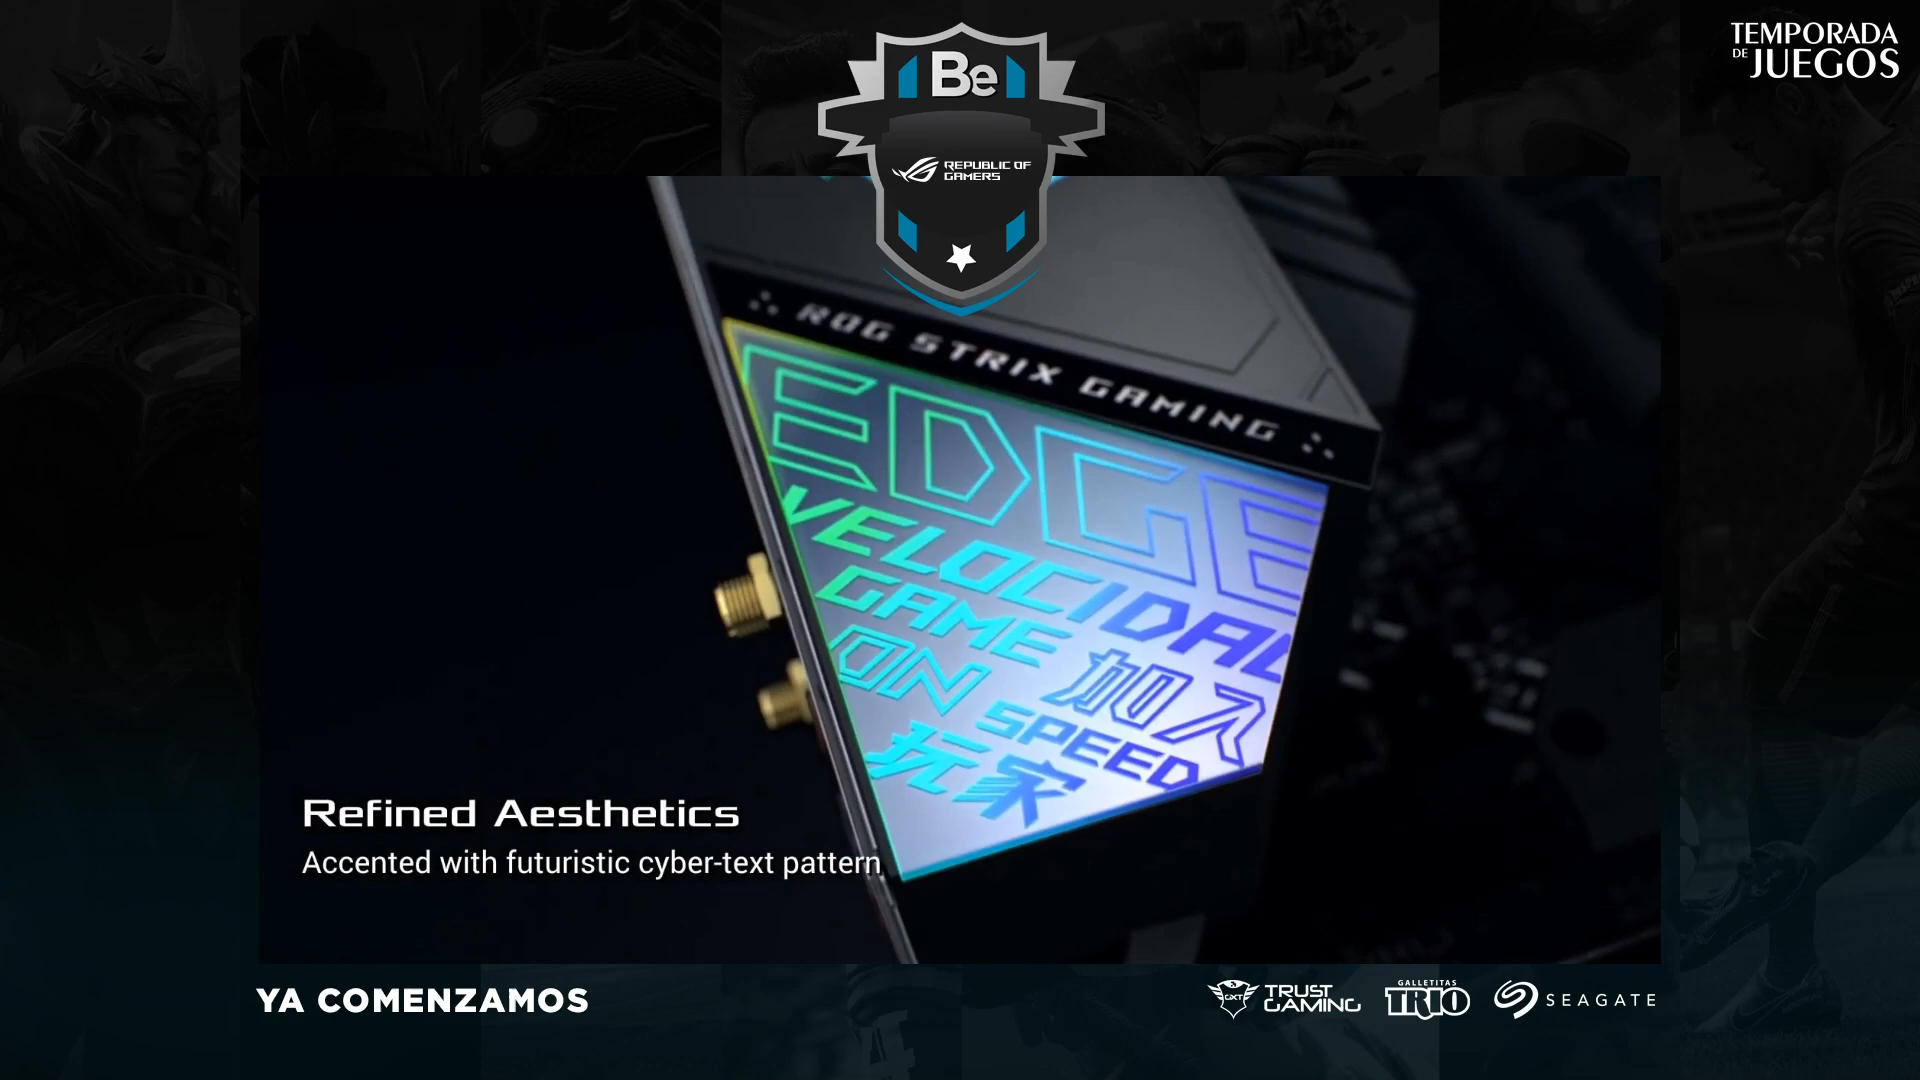 TEMPORADA
DE JUEGOS
Be
REPUBLIC OF
GAMERS
ROG STRIX GAMING
EDGE
VELOCIDAD
GAME
加入
ON
SPEED
玩家
Refined Aesthetics
Accented with futuristic cyber-text pattern
YA COMENZAMOS
GXT
TRUST
GAMING
GALLETITAS
TRIO
SEAGATE